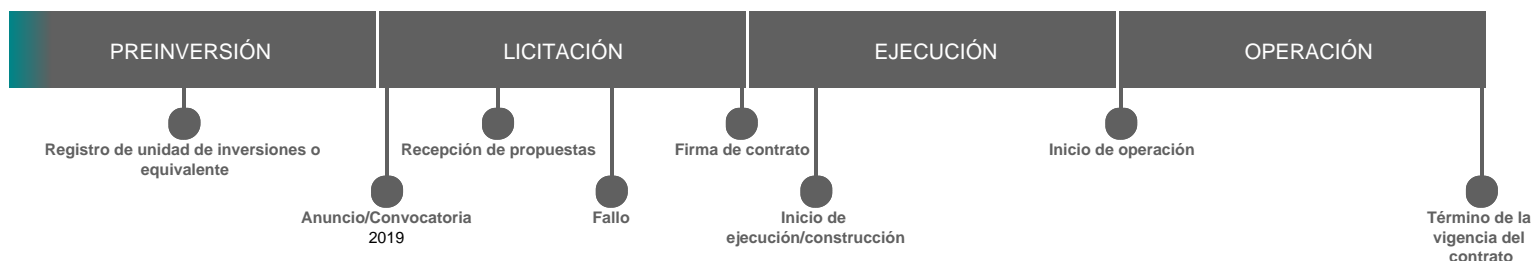 PREINVERSIÓN
LICITACIÓN
EJECUCIÓN
OPERACIÓN
Registro de unidad de inversiones o
equivalente
Recepción de propuestas
Firma de contrato
Inicio de operación
Anuncio/Convocatoria
2019
Fallo
Inicio de
ejecución/construcción
Término de la
vigencia del
contrato